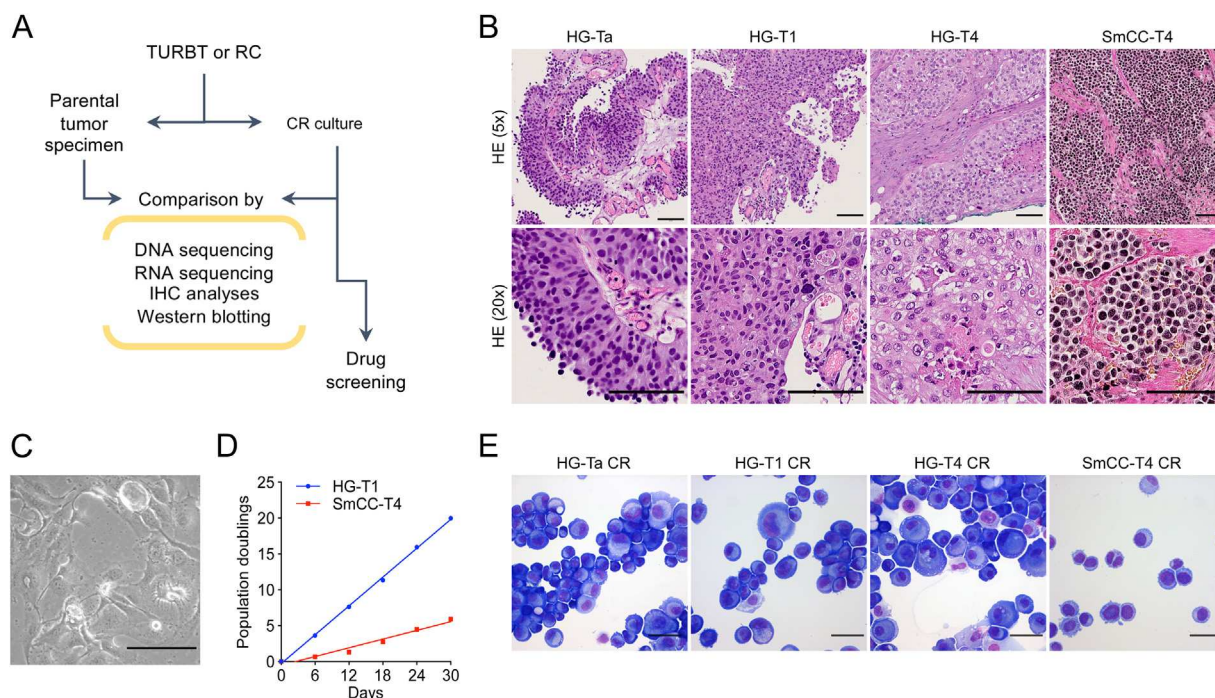 A
TURBT or RC
Parental
tumor
specimen
CR culture
Comparison by
DNA sequencing
RNA sequencing
IHC analyses
Western blotting
Drug
screening
B
HG-Ta
HG-T1
HG-T4
SmCC-T4
HE (5x)
HE (20x)
C
D
Population doublings
25
20
15
10
5
0
HG-T1
SmCC-T4
0
6
12
18
24
30
Days
E
HG-Ta CR
HG-T1 CR
HG-T4 CR
SmCC-T4 CR